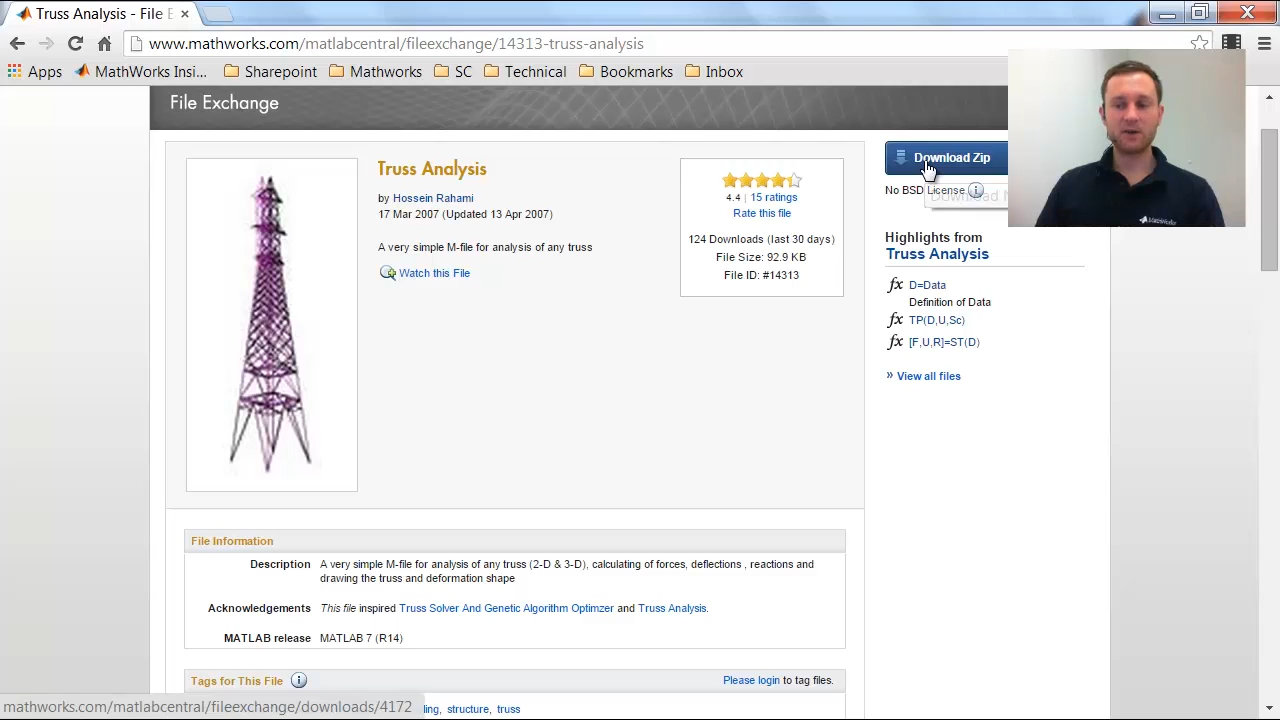 Truss Analysis - File E
www.mathworks.com/matlabcentral/fileexchange/14313-truss-analysis
Apps
MathWorks Insi...
Sharepoint
Mathworks
SC
Technical
Bookmarks
Inbox
File Exchange
Truss Analysis
by Hossein Rahami
17 Mar 2007 (Updated 13 Apr 2007)
A very simple M-file for analysis of any truss
Watch this File
4.4 | 15 ratings
Rate this file
124 Downloads (last 30 days)
File Size: 92.9 KB
File ID: #14313
Download Zip
No BSD License
Download
Highlights from
Truss Analysis
fx D=Data
Definition of Data
fx TP(D,U,Sc)
fx [F,U,R]=ST(D)
» View all files
MathWorks
File Information
Description A very simple M-file for analysis of any truss (2-D & 3-D), calculating of forces, deflections , reactions and
drawing the truss and deformation shape
Acknowledgements This file inspired Truss Solver And Genetic Algorithm Optimzer and Truss Analysis.
MATLAB release MATLAB 7 (R14)
Tags for This File
Please login to tag files.
mathworks.com/matlabcentral/fileexchange/downloads/4172
ling, structure, truss